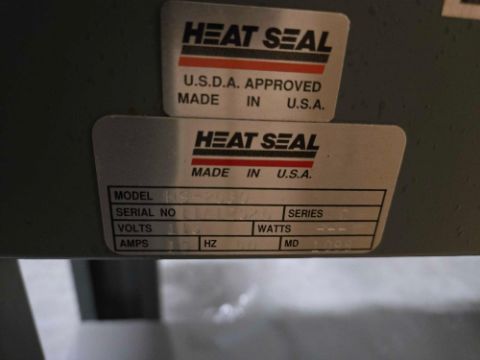 HEAT SEAL
U.S.D.A. APPROVED
MADE IN U.S.A.
HEAT SEAL
MADE IN U.S.A.
MODEL
SERIAL NO SERIES
VOLTS WATTS ---
AMPS HZ MD